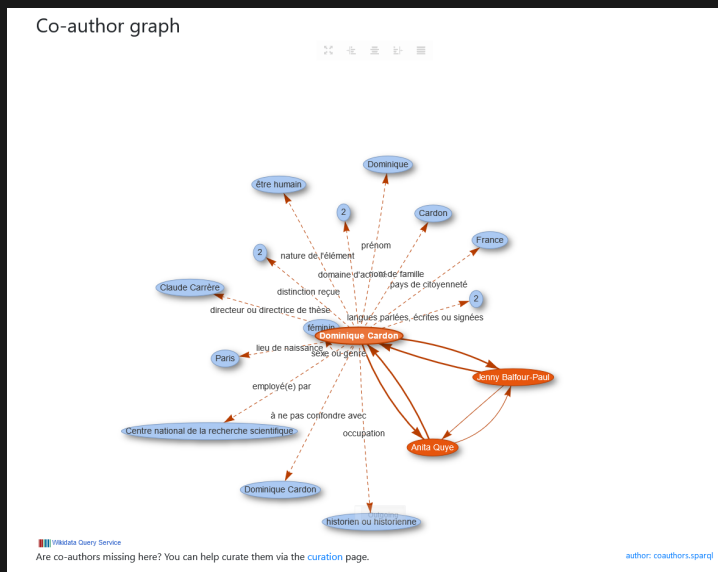 Co-author graph
Dominique
être humain
2
Cardon
prénom
France
2
nature de l'élément
domaine d'a
de famille
pays de citoyenneté
Claude Carrère
distinction reçue
2
directeur ou directrice de thèse
langues parlées, écrites ou signées
féminin
Dominique Cardon
lieu de naissance
sexe ou genre
Paris
Jenny Balfour-Paul
employé(e) par
à ne pas confondre avec
Centre national de la recherche scientifique
occupation
Anita Quye
Dominique Cardon
historien ou historienne
Wikidata Query Service
Are co-authors missing here? You can help curate them via the curation page.
author: coauthors.sparql